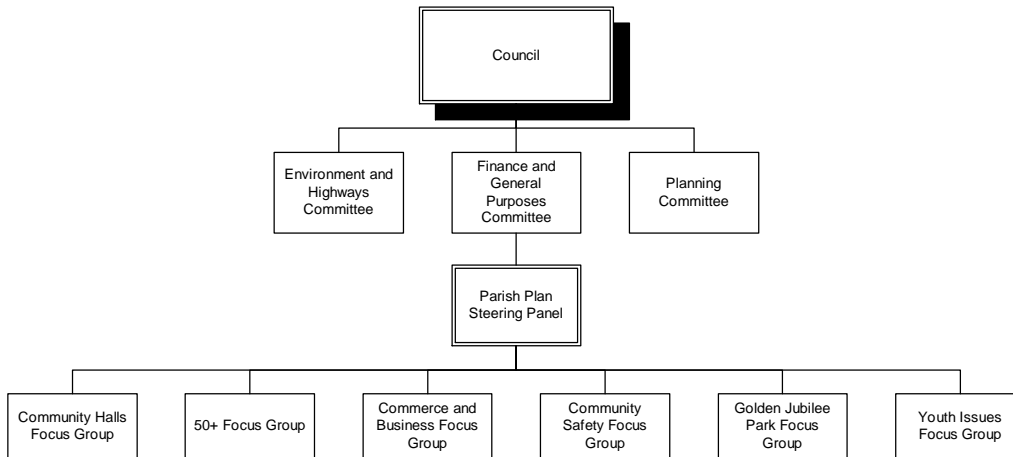 Council
Environment and
Highways
Committee
Finance and
General
Purposes
Committee
Planning
Committee
Parish Plan
Steering Panel
Community Halls
Focus Group
50+ Focus Group
Commerce and
Business Focus
Group
Community
Safety Focus
Group
Golden Jubilee
Park Focus
Group
Youth Issues
Focus Group